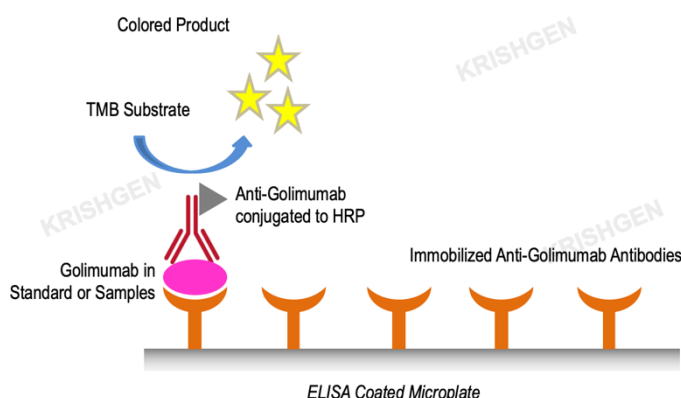 Colored Product
KRISHGEN
TMB Substrate
KRISHGEN
Anti-Golimumab
conjugated to HRP
KRISHGEN
Immobilized Anti-Golimumab Antibodies
Golimumab in
Standard or Samples
ELISA Coated Microplate